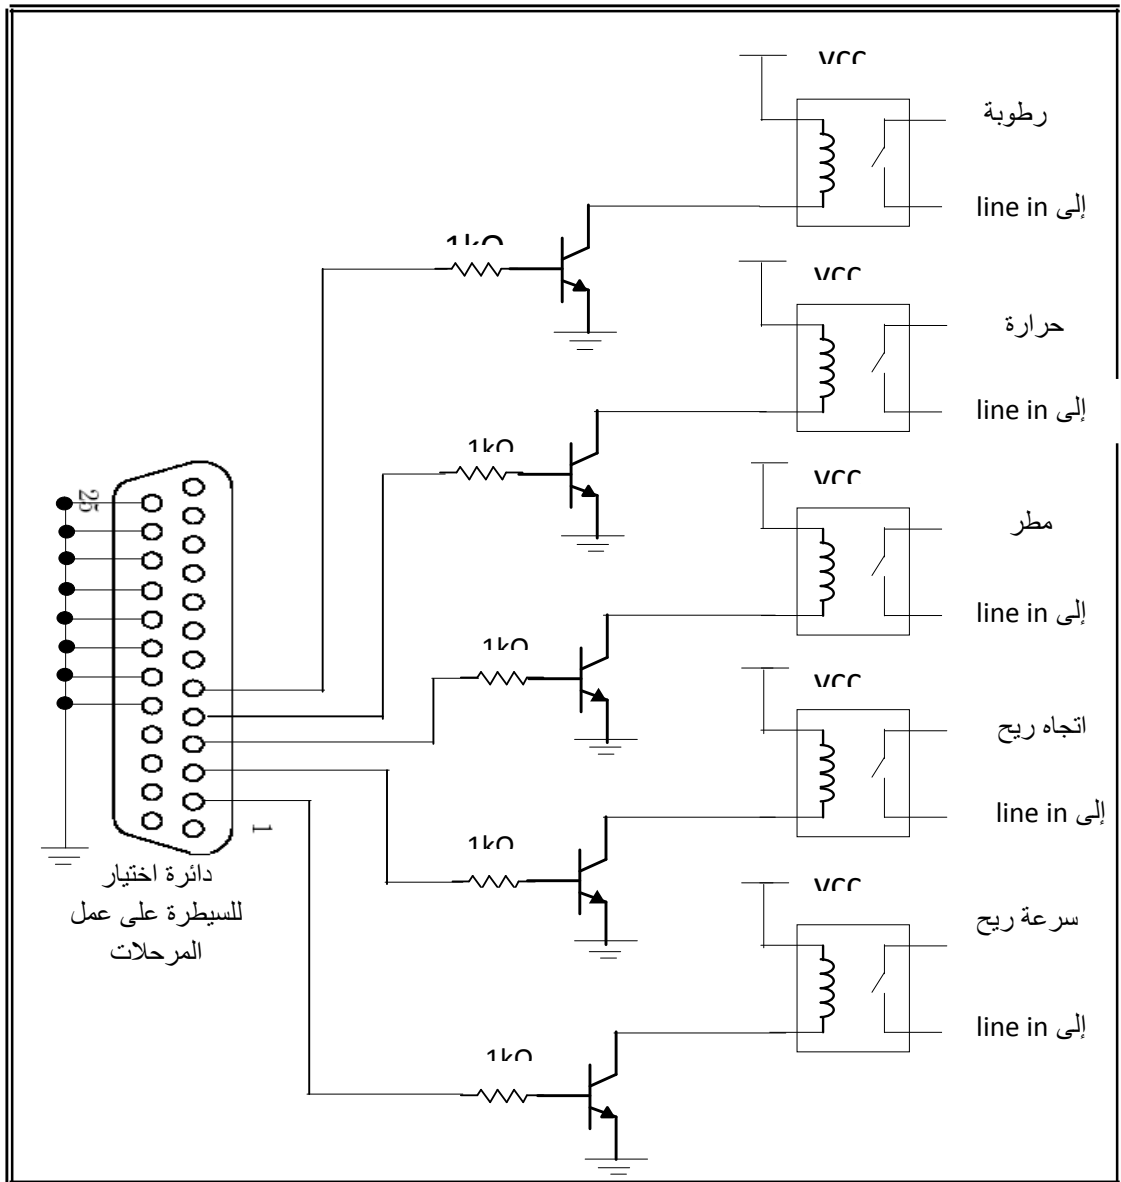 VCC
رطوبة
إلى line in
1kΩ
VCC
حرارة
إلى line in
1kΩ
VCC
مطر
إلى line in
25
1kΩ
VCC
اتجاه ريح
إلى line in
1
1kΩ
دائرة اختيار
للسيطرة على عمل
المرحلات
VCC
سرعة ريح
إلى line in
1kΩ